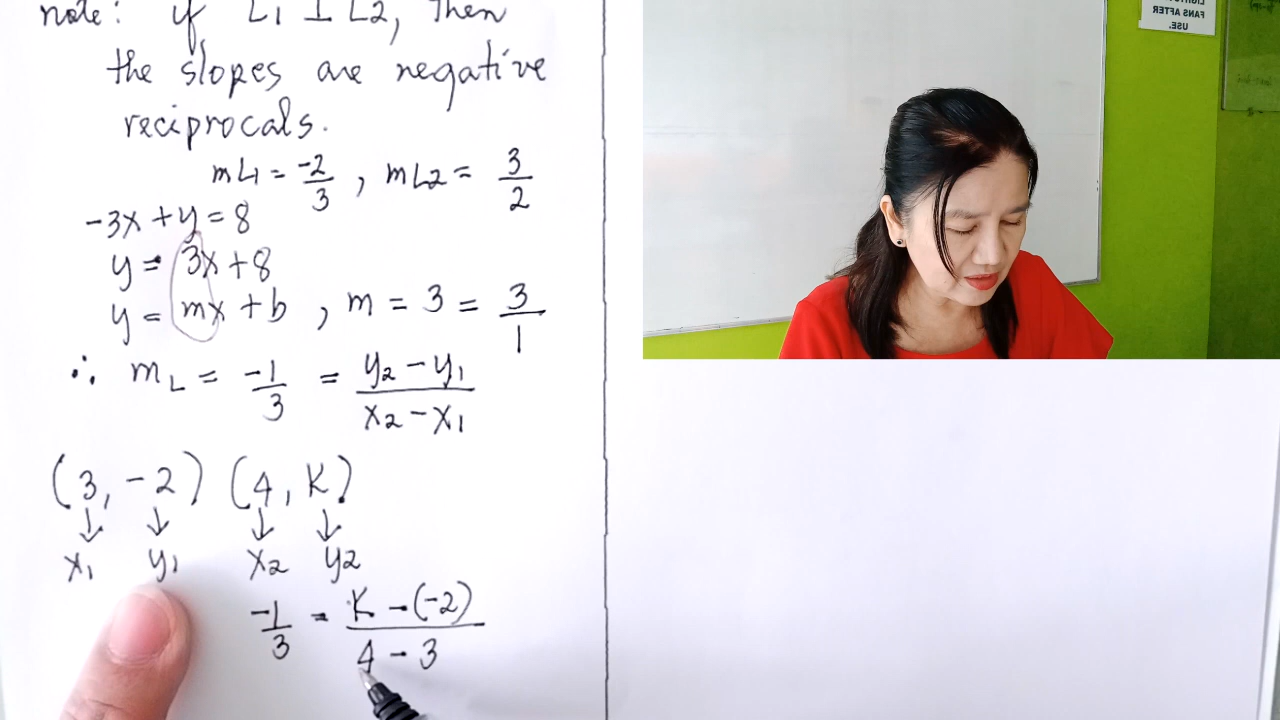 note: if L1 ⊥ L2, then
the slopes are negative
reciprocals.
mL1 = -2/3 , mL2 = 3/2
-3x + y = 8
y = 3x + 8
y = mx + b , m = 3 = 3/1
∴ mL = -1/3 = y2 - y1 / x2 - x1
(3, -2) (4, K)
↓ ↓ ↓ ↓
x1 y1 x2 y2
-1/3 = K - (-2) / 4 - 3
FANS AFTER
USE.